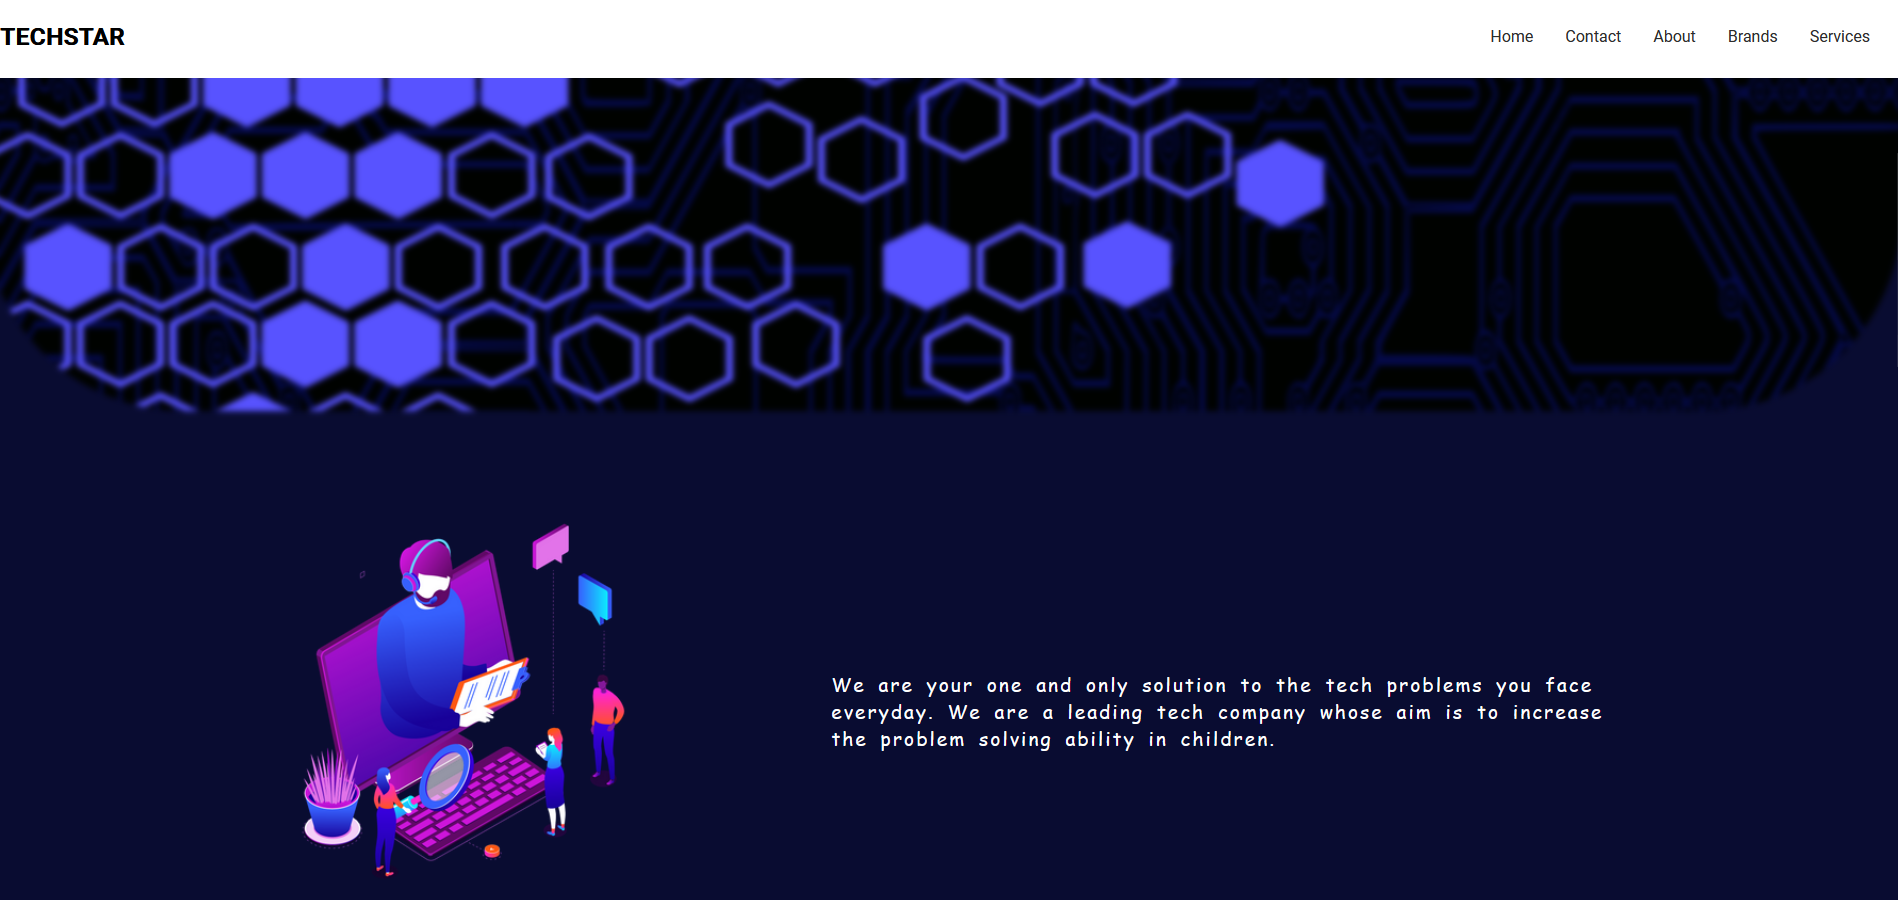 TECHSTAR
Home Contact About Brands Services
We are your one and only solution to the tech problems you face
everyday. We are a leading tech company whose aim is to increase
the problem solving ability in children.